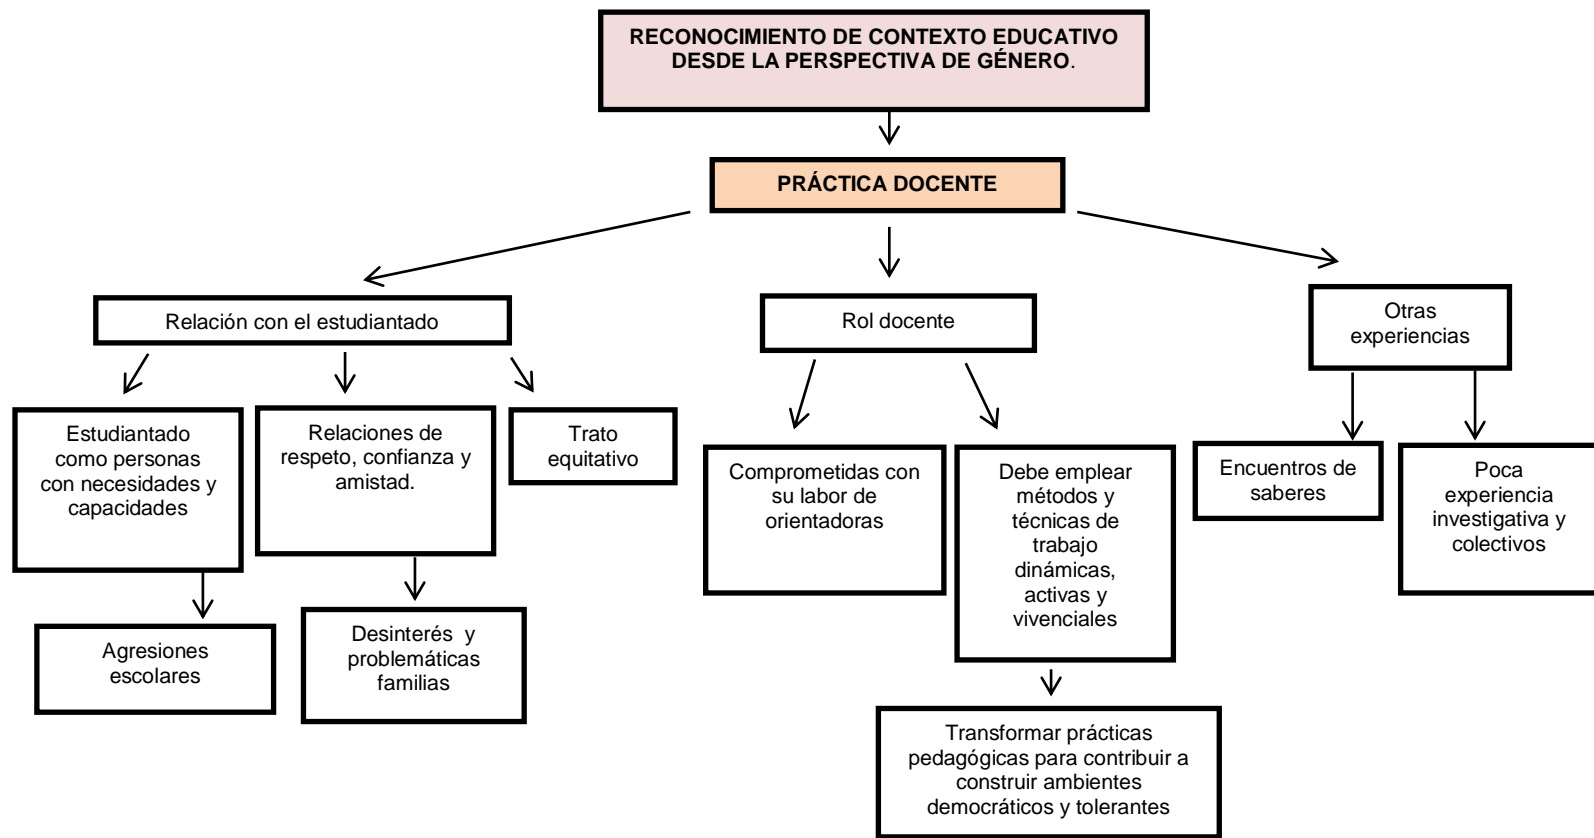 RECONOCIMIENTO DE CONTEXTO EDUCATIVO
DESDE LA PERSPECTIVA DE GÉNERO.
PRÁCTICA DOCENTE
Relación con el estudiantado
Rol docente
Otras
experiencias
Estudiantado
como personas
con necesidades y
capacidades
Relaciones de
respeto, confianza y
amistad.
Trato
equitativo
Comprometidas con
su labor de
orientadoras
Debe emplear
métodos y
técnicas de
trabajo
dinámicas,
activas y
vivenciales
Encuentros de
saberes
Poca
experiencia
investigativa y
colectivos
Agresiones
escolares
Desinterés  y
problemáticas
familias
Transformar prácticas
pedagógicas para contribuir a
construir ambientes
democráticos y tolerantes